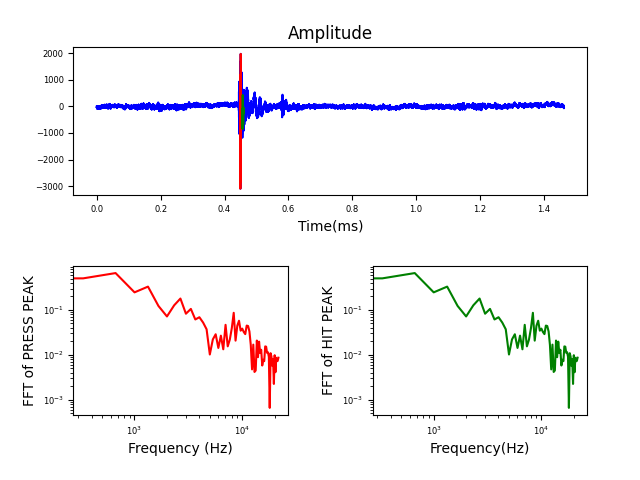 Amplitude
2000
1000
0
−1000
−2000
−3000
0.0 0.2 0.4 0.6 0.8 1.0 1.2 1.4
Time(ms)
FFT of PRESS PEAK
10⁻¹
10⁻²
10⁻³
10³ 10⁴
Frequency (Hz)
FFT of HIT PEAK
10⁻¹
10⁻²
10⁻³
10³ 10⁴
Frequency(Hz)